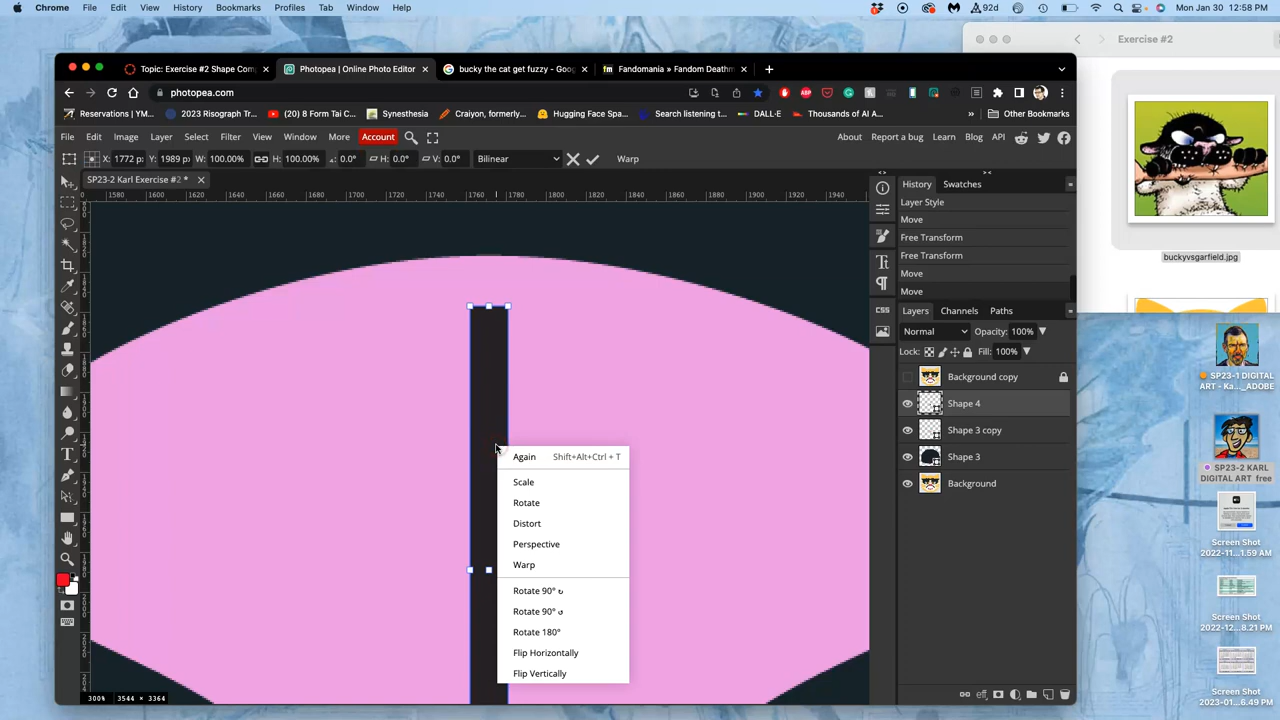 Chrome File Edit View History Bookmarks Profiles Tab Window Help 92d Mon Jan 30 12:58 PM
Exercise #2
Topic: Exercise #2 Shape Com Photopea | Online Photo Editor bucky the cat get fuzzy - Goog Fandomania » Fandom Deathm
photopea.com
Reservations | YM... 2023 Risograph Tr... (20) 8 Form Tai C... Synesthesia Craiyon, formerly... Hugging Face Spa... Search listening t... DALL·E Thousands of AI A... » Other Bookmarks
File Edit Image Layer Select Filter View Window More Account About Report a bug Learn Blog API
X: 1772 p: Y: 1989 p: W: 100.00% H: 100.00% : 0.0° H: 0.0° V: 0.0° Bilinear Warp
SP23-2 Karl Exercise #2 *
1580 1600 1620 1640 1660 1680 1700 1720 1740 1760 1780 1800 1820 1840 1860 1880 1900 1920 1940
History Swatches
Layer Style
Move
Free Transform
Free Transform
Move
Move
Layers Channels Paths
Normal Opacity: 100%
Lock: Fill: 100%
Background copy
Shape 4
Shape 3 copy
Shape 3
Background
CSS
Again Shift+Alt+Ctrl + T
Scale
Rotate
Distort
Perspective
Warp
Rotate 90° ↻
Rotate 90° ↺
Rotate 180°
Flip Horizontally
Flip Vertically
300% 3544 × 3364
buckyvsgarfield.jpg
SP23-1 DIGITAL
ART - Ka..._ADOBE
SP23-2 KARL
DIGITAL ART free
Screen Shot
2022-11...1.59 AM
Screen Shot
2022-12...8.21 PM
Screen Shot
2023-01...6.49 PM